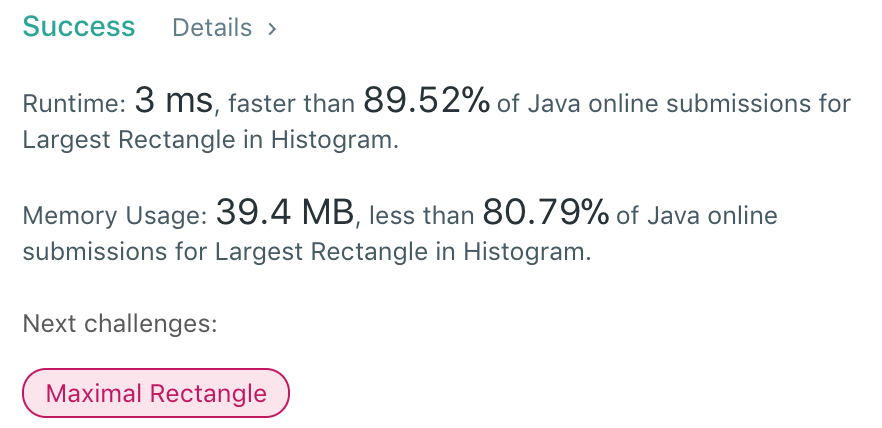 Success Details >
Runtime: 3 ms, faster than 89.52% of Java online submissions for
Largest Rectangle in Histogram.
Memory Usage: 39.4 MB, less than 80.79% of Java online
submissions for Largest Rectangle in Histogram.
Next challenges:
Maximal Rectangle